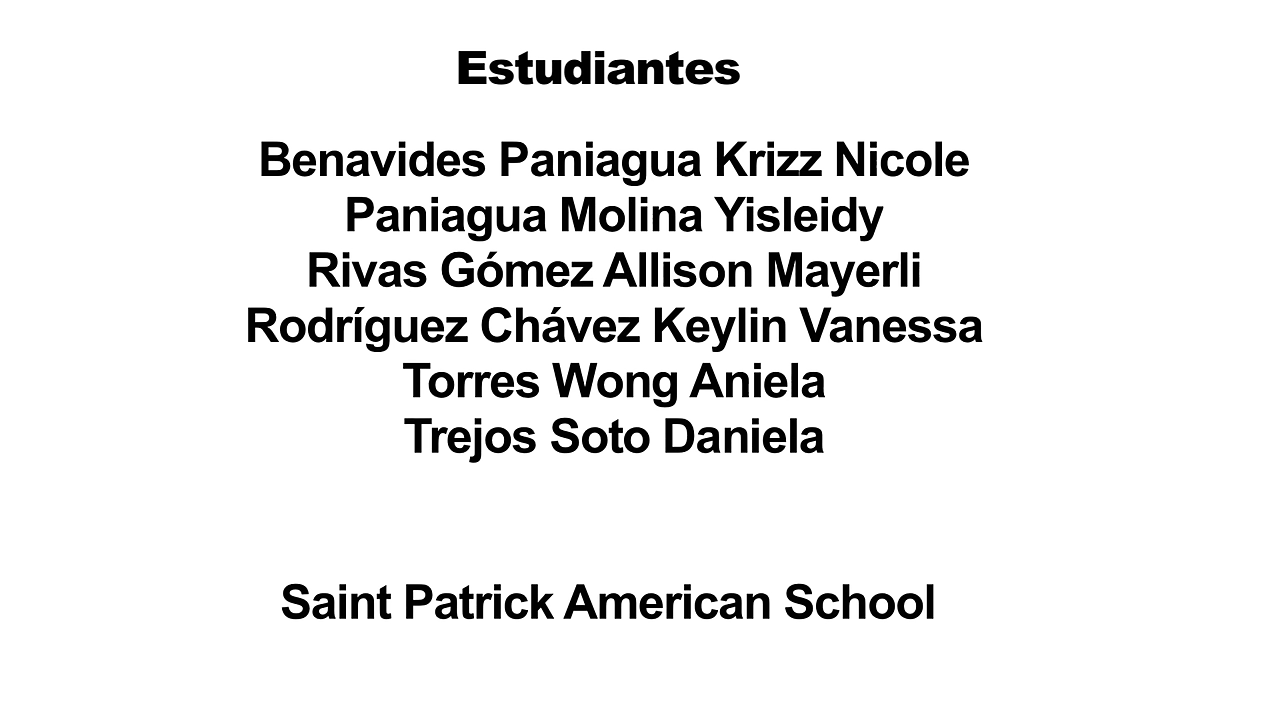 Estudiantes
Benavides Paniagua Krizz Nicole
Paniagua Molina Yisleidy
Rivas Gómez Allison Mayerli
Rodríguez Chávez Keylin Vanessa
Torres Wong Aniela
Trejos Soto Daniela
Saint Patrick American School